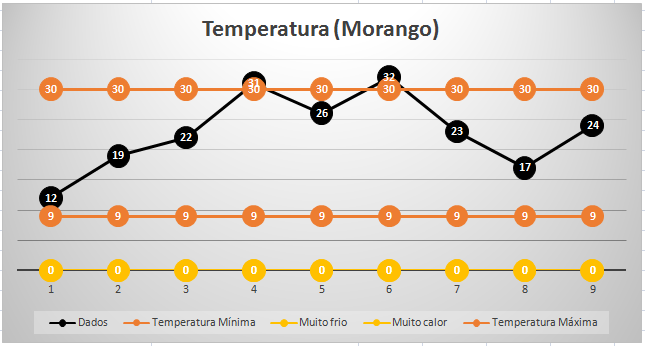 Temperatura (Morango)
30 30 30 31 30 30 32 30 30 30 30
12 19 22 26 23 17 24
9 9 9 9 9 9 9 9 9
0 0 0 0 0 0 0 0 0
1 2 3 4 5 6 7 8 9
Dados Temperatura Mínima Muito frio Muito calor Temperatura Máxima